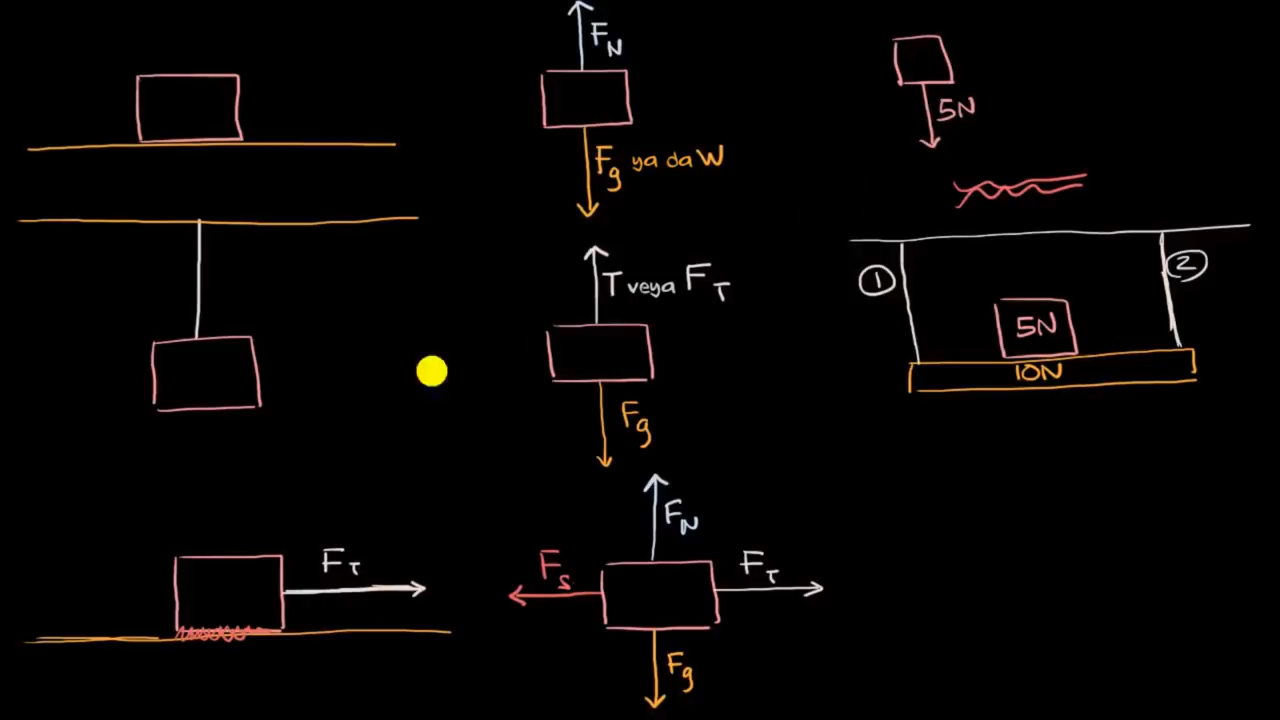 F_N
F_g ya da W
T veya F_T
F_g
F_T
F_N
F_s
F_T
F_g
5N
1
2
5N
10N